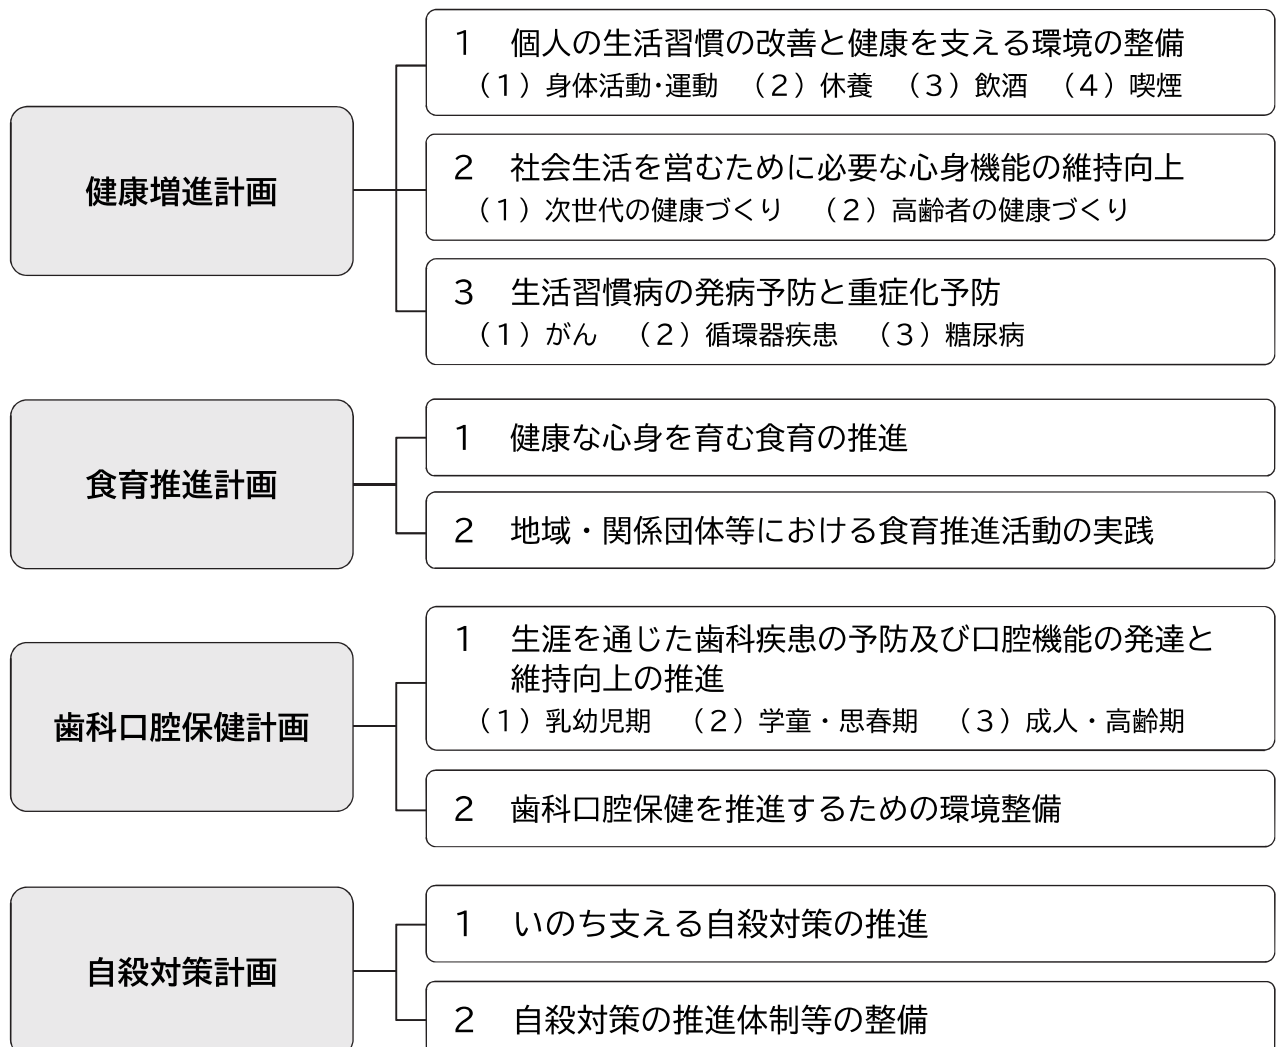 健康増進計画
1 個人の生活習慣の改善と健康を支える環境の整備
（１）身体活動･運動 （２）休養 （３）飲酒 （４）喫煙
2 社会生活を営むために必要な心身機能の維持向上
（１）次世代の健康づくり （２）高齢者の健康づくり
3 生活習慣病の発病予防と重症化予防
（１）がん （２）循環器疾患 （３）糖尿病
食育推進計画
1 健康な心身を育む食育の推進
2 地域・関係団体等における食育推進活動の実践
歯科口腔保健計画
1 生涯を通じた歯科疾患の予防及び口腔機能の発達と
維持向上の推進
（１）乳幼児期 （２）学童・思春期 （３）成人・高齢期
2 歯科口腔保健を推進するための環境整備
自殺対策計画
1 いのち支える自殺対策の推進
2 自殺対策の推進体制等の整備